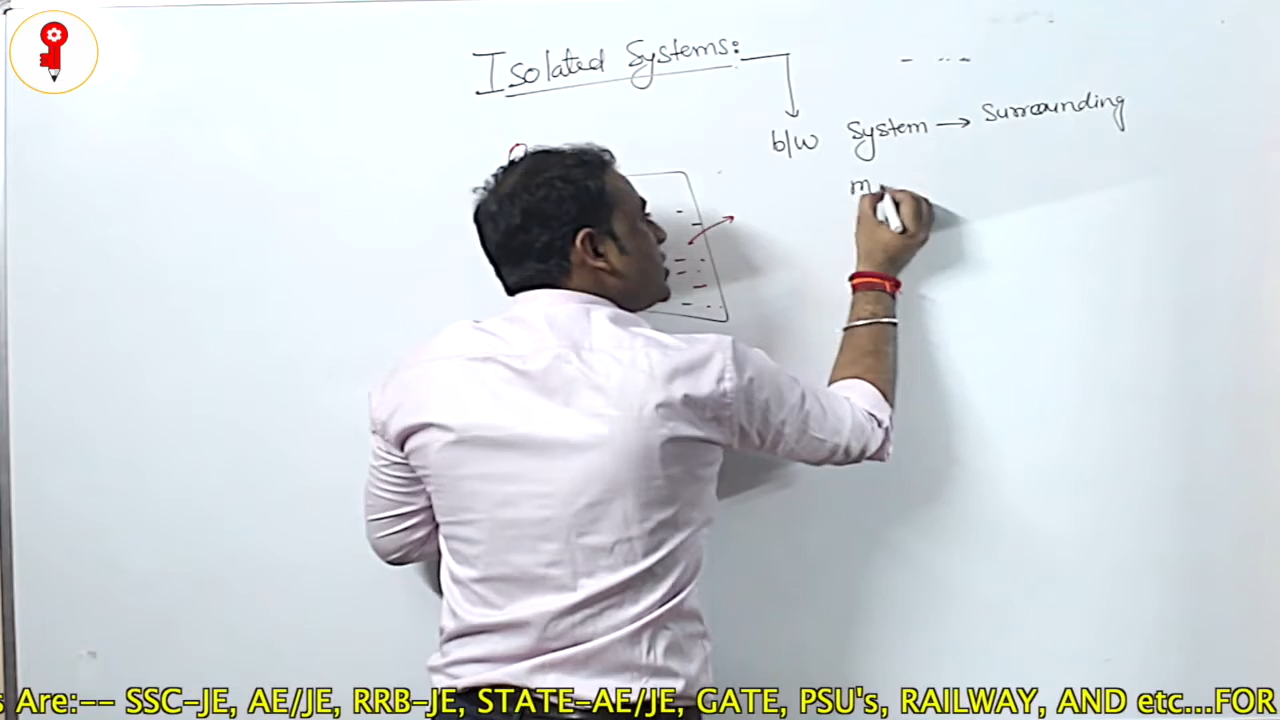 Isolated Systems:
b/w System → Surrounding
m
s Are:-- SSC-JE, AE/JE, RRB-JE, STATE-AE/JE, GATE, PSU's, RAILWAY, AND etc...FOR